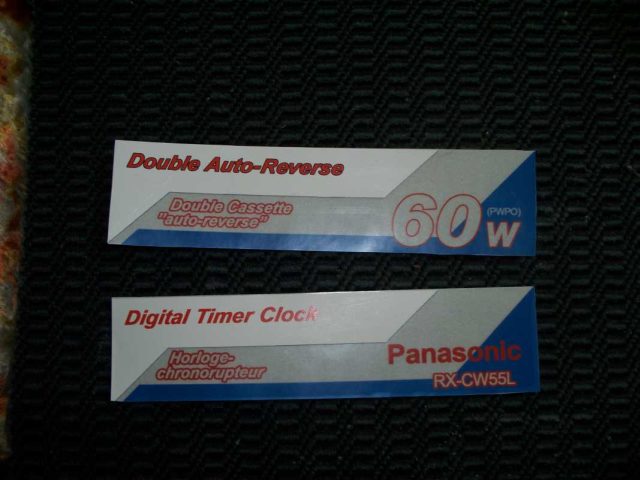 Double Auto-Reverse
Double Cassette
"auto-reverse"
60 (PWPO)
W
Digital Timer Clock
Horloge-
chronorupteur
Panasonic
RX-CW55L